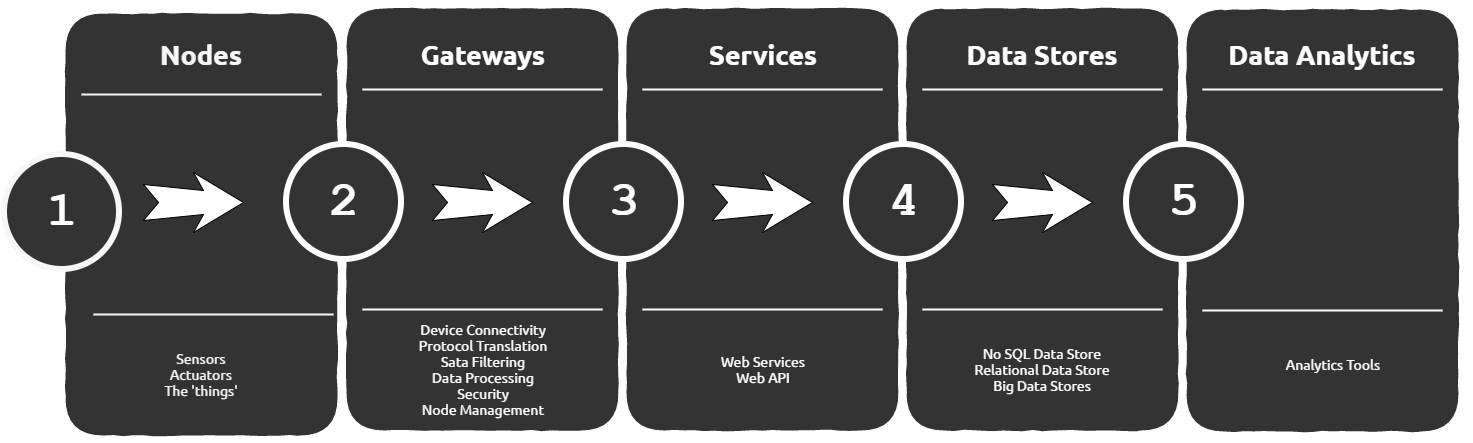 Nodes
Gateways
Services
Data Stores
Data Analytics
1
2
3
4
5
Sensors
Actuators
The 'things'
Device Connectivity
Protocol Translation
Sata Filtering
Data Processing
Security
Node Management
Web Services
Web API
No SQL Data Store
Relational Data Store
Big Data Stores
Analytics Tools